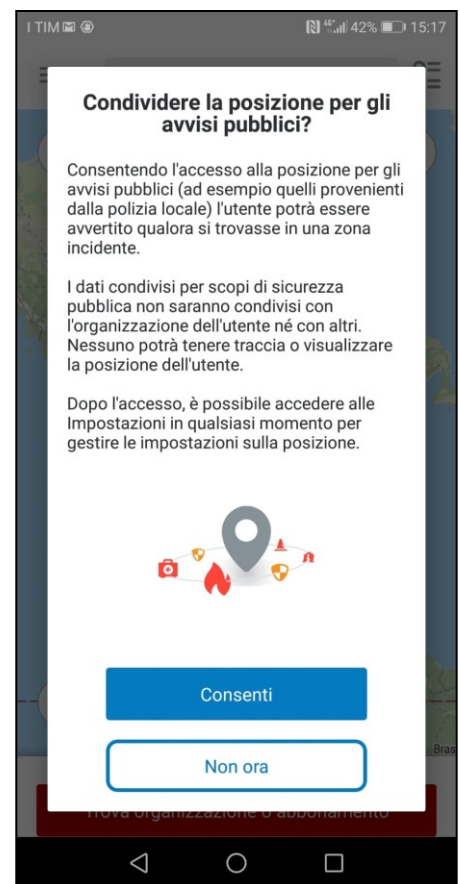 I TIM 42% 15:17
Condividere la posizione per gli
avvisi pubblici?
Consentendo l'accesso alla posizione per gli
avvisi pubblici (ad esempio quelli provenienti
dalla polizia locale) l'utente potrà essere
avvertito qualora si trovasse in una zona
incidente.
I dati condivisi per scopi di sicurezza
pubblica non saranno condivisi con
l'organizzazione dell'utente né con altri.
Nessuno potrà tenere traccia o visualizzare
la posizione dell'utente.
Dopo l'accesso, è possibile accedere alle
Impostazioni in qualsiasi momento per
gestire le impostazioni sulla posizione.
Consenti
Non ora
Bras
Trova organizzazione o abbonamento